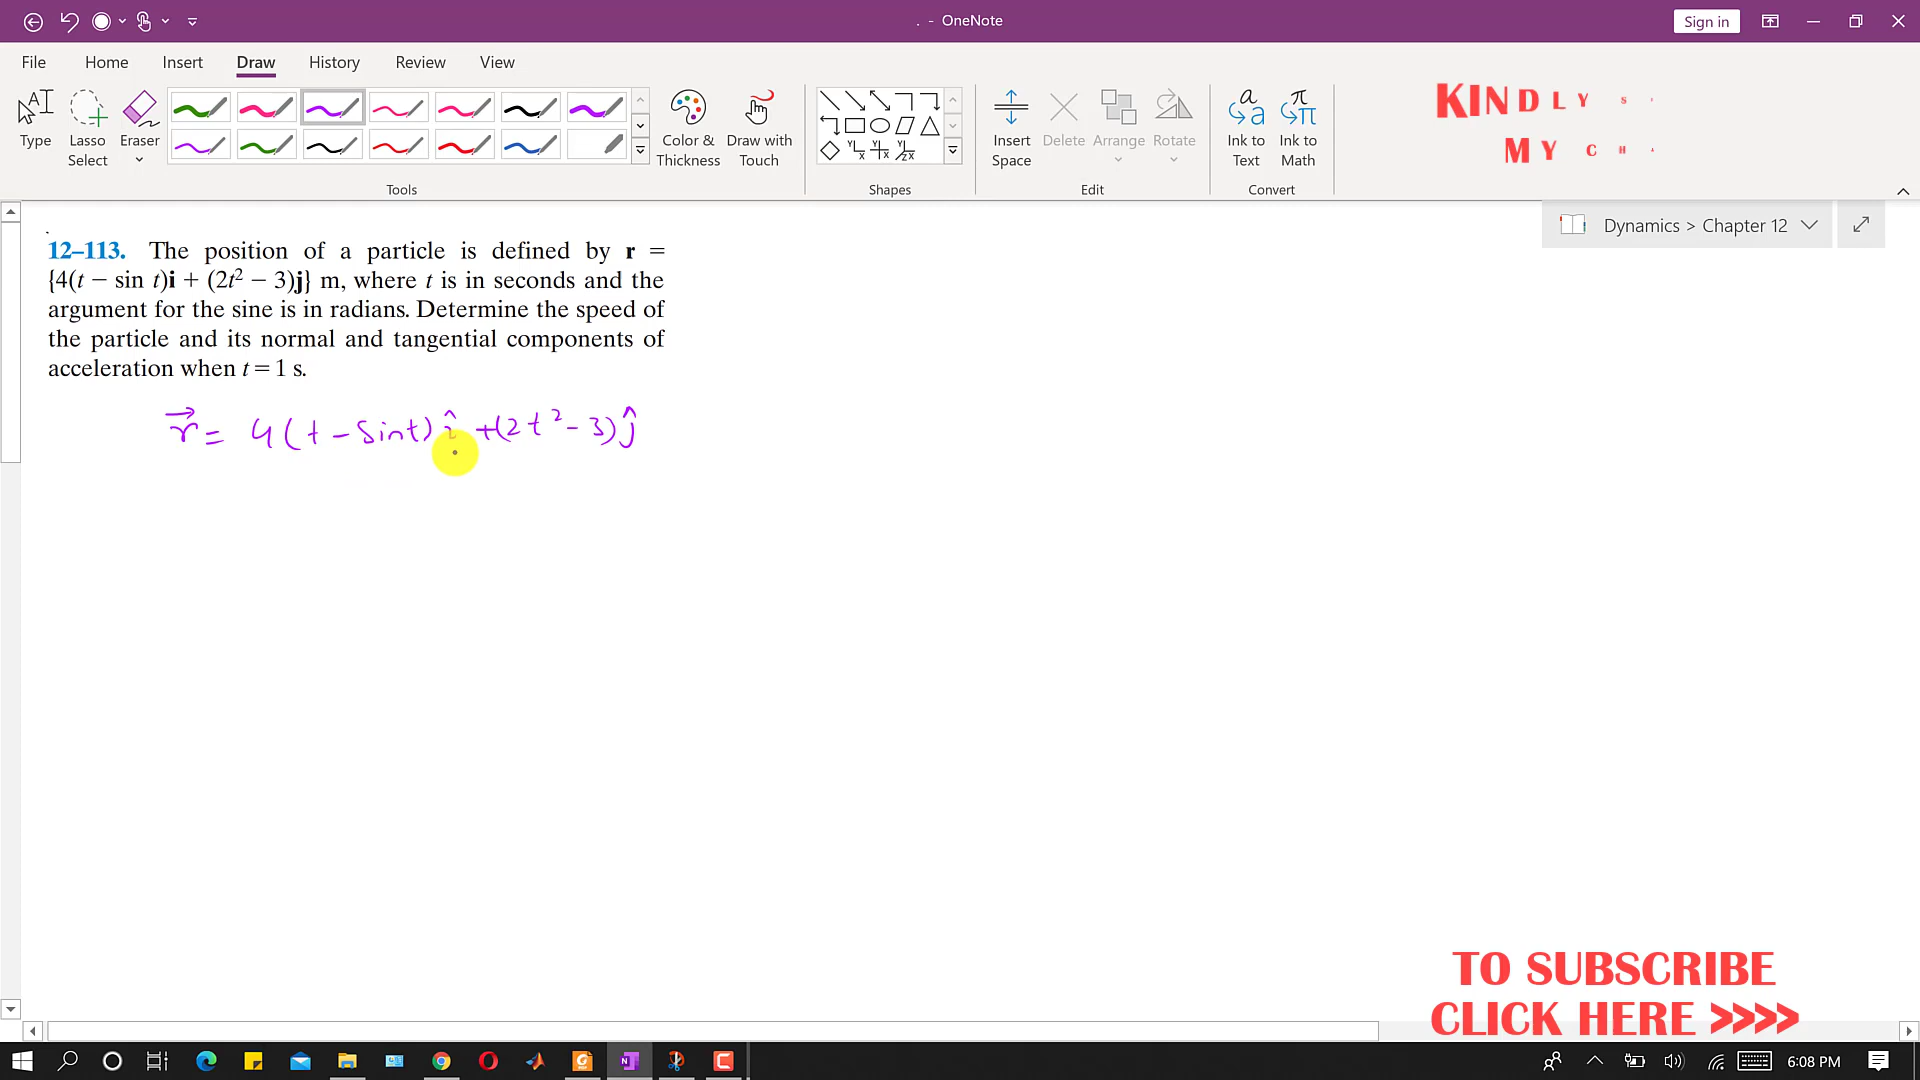 . - OneNote
Sign in
File Home Insert Draw History Review View
Type
Lasso Select
Eraser
Color & Thickness
Draw with Touch
Insert Space
Delete
Arrange
Rotate
Ink to Text
Ink to Math
Tools
Shapes
Edit
Convert
KINDLY S
MY CHA
Dynamics > Chapter 12
12–113. The position of a particle is defined by r =
{4(t − sin t)i + (2t² − 3)j} m, where t is in seconds and the
argument for the sine is in radians. Determine the speed of
the particle and its normal and tangential components of
acceleration when t = 1 s.
r⃗ = 4(t − Sint) î + (2t² − 3) ĵ
TO SUBSCRIBE
CLICK HERE >>>>
6:08 PM